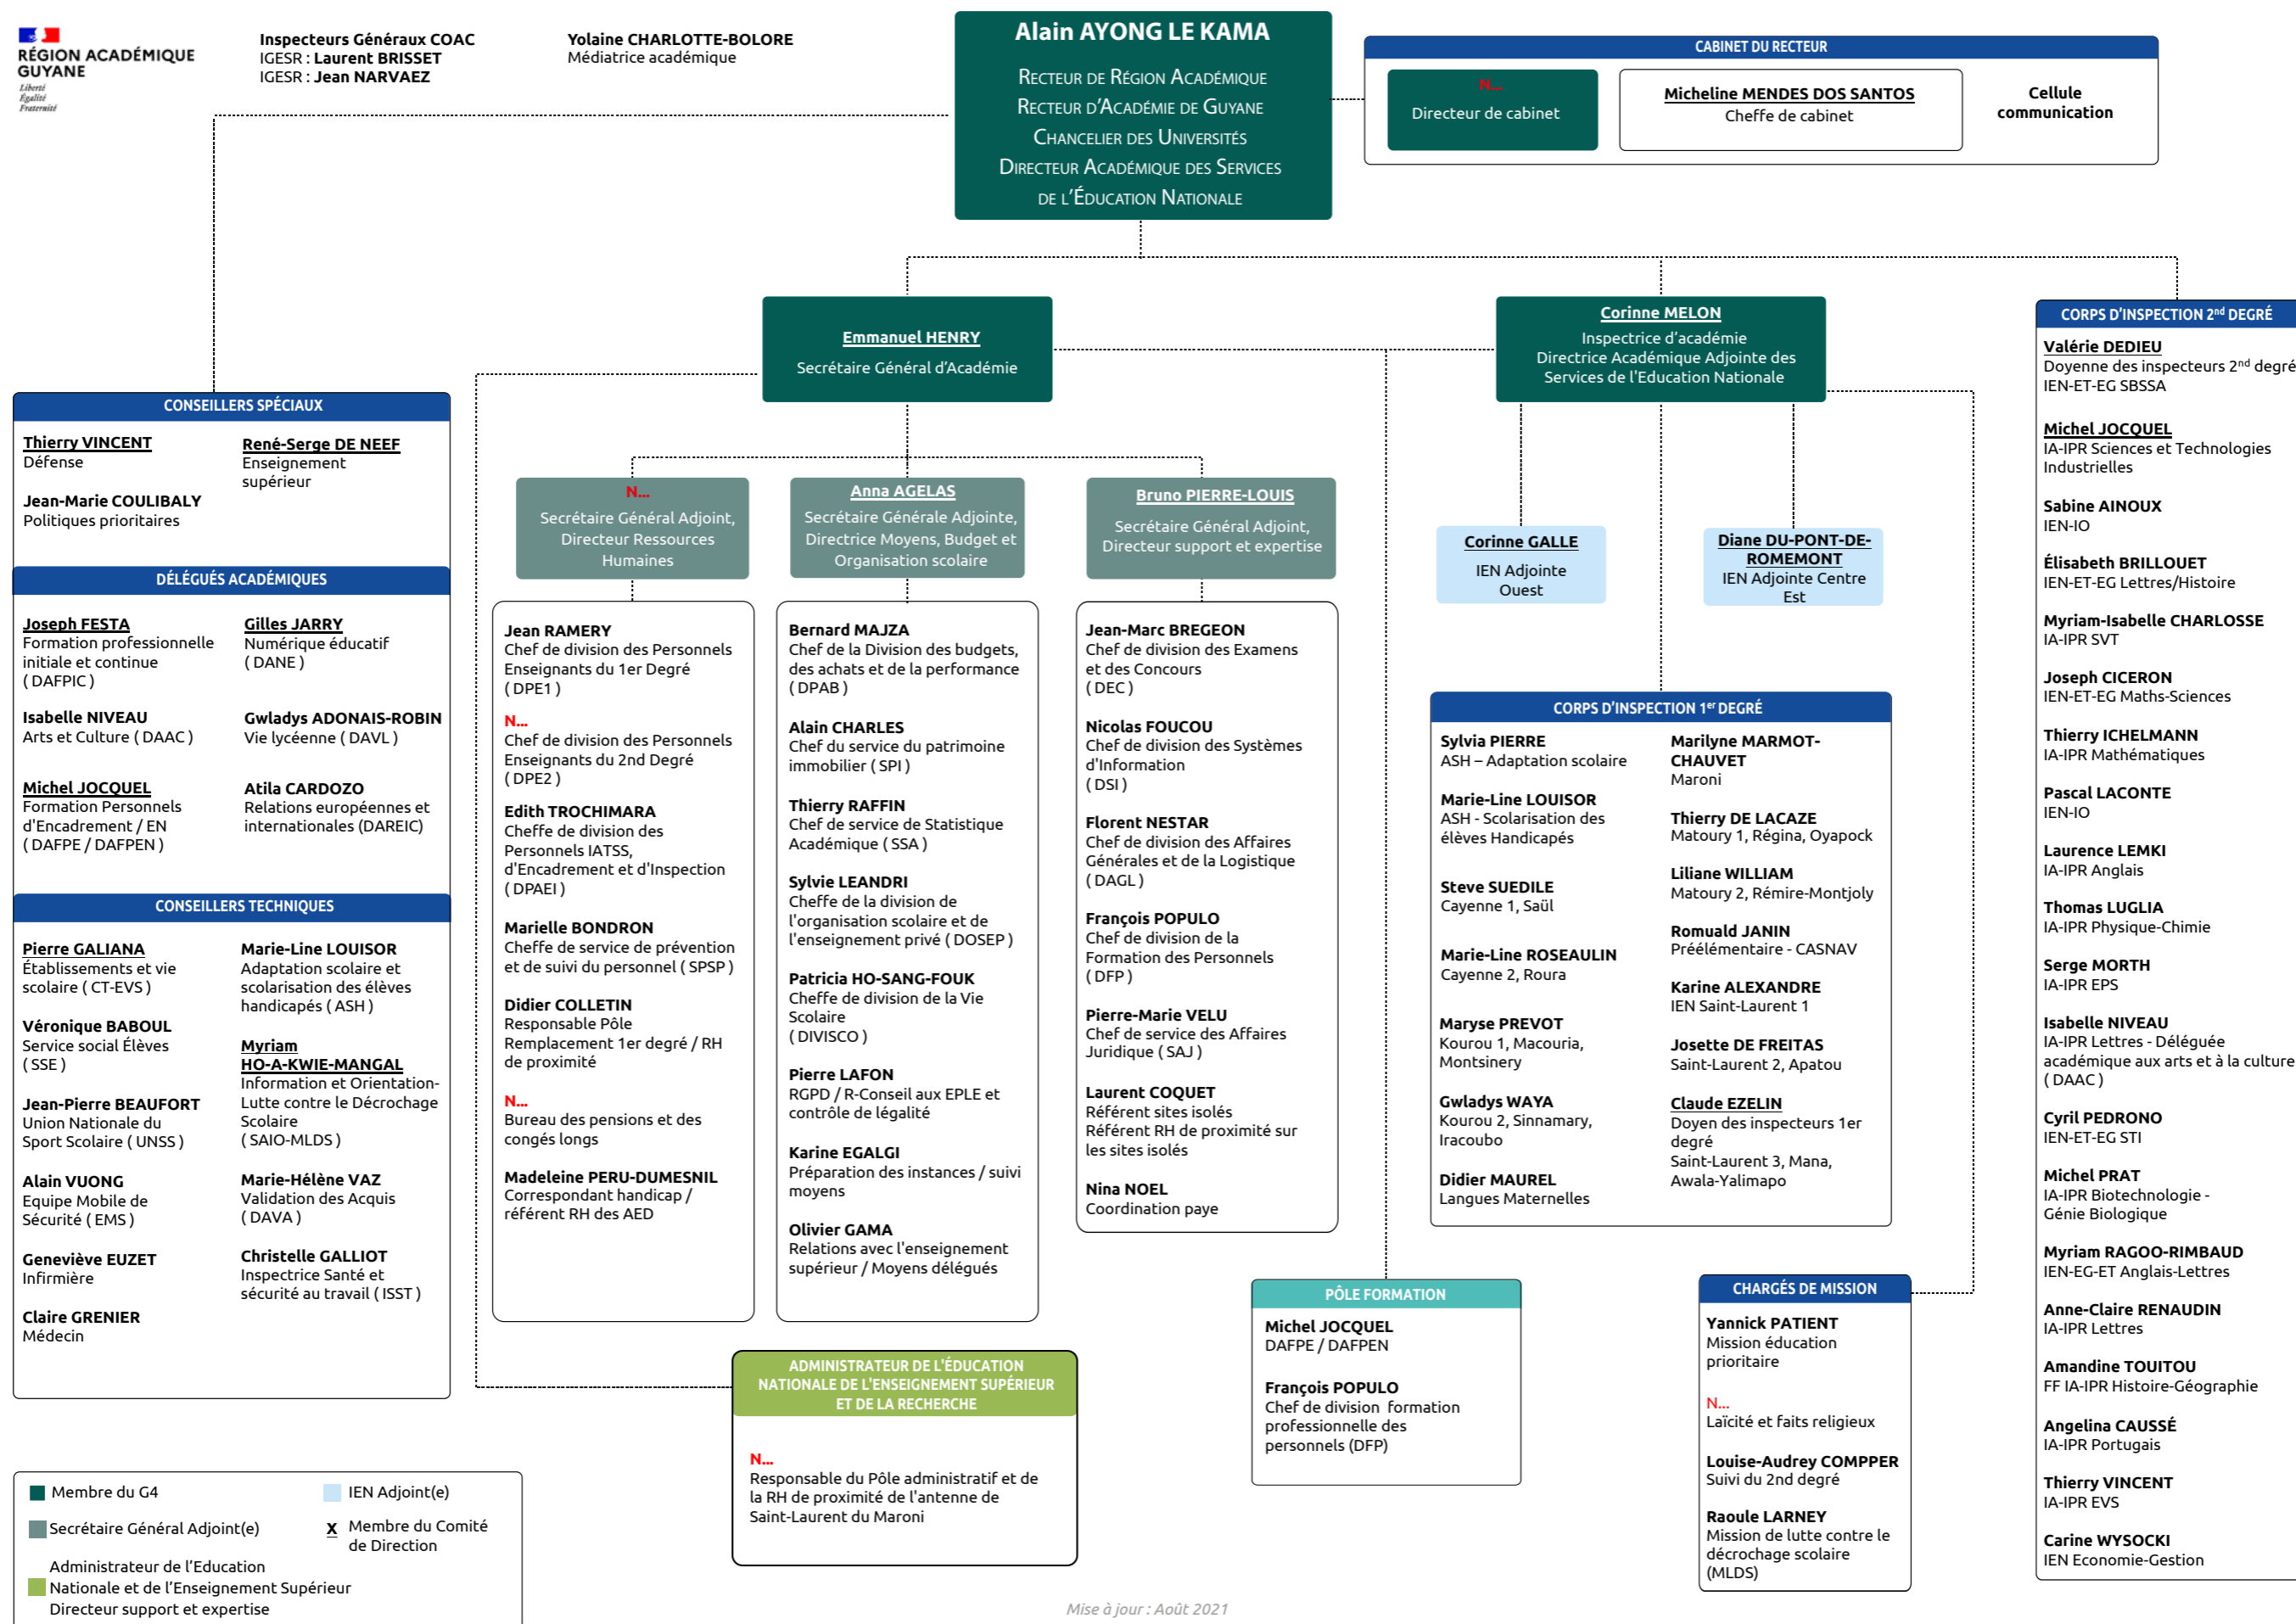 RÉGION ACADÉMIQUE
GUYANE
Liberté
Égalité
Fraternité
Inspecteurs Généraux COAC
IGESR : Laurent BRISSET
IGESR : Jean NARVAEZ
Yolaine CHARLOTTE-BOLORE
Médiatrice académique
Alain AYONG LE KAMA
RECTEUR DE RÉGION ACADÉMIQUE
RECTEUR D'ACADÉMIE DE GUYANE
CHANCELIER DES UNIVERSITÉS
DIRECTEUR ACADÉMIQUE DES SERVICES
DE L'ÉDUCATION NATIONALE
CABINET DU RECTEUR
N...
Directeur de cabinet
Micheline MENDES DOS SANTOS
Cheffe de cabinet
Cellule
communication
Emmanuel HENRY
Secrétaire Général d'Académie
Corinne MELON
Inspectrice d'académie
Directrice Académique Adjointe des
Services de l'Education Nationale
CONSEILLERS SPÉCIAUX
Thierry VINCENT
Défense
Jean-Marie COULIBALY
Politiques prioritaires
René-Serge DE NEEF
Enseignement
supérieur
DÉLÉGUÉS ACADÉMIQUES
Joseph FESTA
Formation professionnelle
initiale et continue
( DAFPIC )
Isabelle NIVEAU
Arts et Culture ( DAAC )
Michel JOCQUEL
Formation Personnels
d'Encadrement / EN
( DAFPE / DAFPEN )
Gilles JARRY
Numérique éducatif
( DANE )
Gwladys ADONAIS-ROBIN
Vie lycéenne ( DAVL )
Atila CARDOZO
Relations européennes et
internationales (DAREIC)
CONSEILLERS TECHNIQUES
Pierre GALIANA
Établissements et vie
scolaire ( CT-EVS )
Véronique BABOUL
Service social Élèves
( SSE )
Jean-Pierre BEAUFORT
Union Nationale du
Sport Scolaire ( UNSS )
Alain VUONG
Equipe Mobile de
Sécurité ( EMS )
Geneviève EUZET
Infirmière
Claire GRENIER
Médecin
Marie-Line LOUISOR
Adaptation scolaire et
scolarisation des élèves
handicapés ( ASH )
Myriam
HO-A-KWIE-MANGAL
Information et Orientation-
Lutte contre le Décrochage
Scolaire
( SAIO-MLDS )
Marie-Hélène VAZ
Validation des Acquis
( DAVA )
Christelle GALLIOT
Inspectrice Santé et
sécurité au travail ( ISST )
N...
Secrétaire Général Adjoint,
Directeur Ressources
Humaines
Jean RAMERY
Chef de division des Personnels
Enseignants du 1er Degré
( DPE1 )
N...
Chef de division des Personnels
Enseignants du 2nd Degré
( DPE2 )
Edith TROCHIMARA
Cheffe de division des
Personnels IATSS,
d'Encadrement et d'Inspection
( DPAEI )
Marielle BONDRON
Cheffe de service de prévention
et de suivi du personnel ( SPSP )
Didier COLLETIN
Responsable Pôle
Remplacement 1er degré / RH
de proximité
N...
Bureau des pensions et des
congés longs
Madeleine PERU-DUMESNIL
Correspondant handicap /
référent RH des AED
Anna AGELAS
Secrétaire Générale Adjointe,
Directrice Moyens, Budget et
Organisation scolaire
Bernard MAJZA
Chef de la Division des budgets,
des achats et de la performance
( DPAB )
Alain CHARLES
Chef du service du patrimoine
immobilier ( SPI )
Thierry RAFFIN
Chef de service de Statistique
Académique ( SSA )
Sylvie LEANDRI
Cheffe de la division de
l'organisation scolaire et de
l'enseignement privé ( DOSEP )
Patricia HO-SANG-FOUK
Cheffe de division de la Vie
Scolaire
( DIVISCO )
Pierre LAFON
RGPD / R-Conseil aux EPLE et
contrôle de légalité
Karine EGALGI
Préparation des instances / suivi
moyens
Olivier GAMA
Relations avec l'enseignement
supérieur / Moyens délégués
Bruno PIERRE-LOUIS
Secrétaire Général Adjoint,
Directeur support et expertise
Jean-Marc BREGEON
Chef de division des Examens
et des Concours
( DEC )
Nicolas FOUCOU
Chef de division des Systèmes
d'Information
( DSI )
Florent NESTAR
Chef de division des Affaires
Générales et de la Logistique
( DAGL )
François POPULO
Chef de division de la
Formation des Personnels
( DFP )
Pierre-Marie VELU
Chef de service des Affaires
Juridique ( SAJ )
Laurent COQUET
Référent sites isolés
Référent RH de proximité sur
les sites isolés
Nina NOEL
Coordination paye
Corinne GALLE
IEN Adjointe
Ouest
Diane DU-PONT-DE-
ROMEMONT
IEN Adjointe Centre
Est
CORPS D'INSPECTION 1er DEGRÉ
Sylvia PIERRE
ASH – Adaptation scolaire
Marie-Line LOUISOR
ASH - Scolarisation des
élèves Handicapés
Steve SUEDILE
Cayenne 1, Saül
Marie-Line ROSEAULIN
Cayenne 2, Roura
Maryse PREVOT
Kourou 1, Macouria,
Montsinery
Gwladys WAYA
Kourou 2, Sinnamary,
Iracoubo
Didier MAUREL
Langues Maternelles
Marilyne MARMOT-
CHAUVET
Maroni
Thierry DE LACAZE
Matoury 1, Régina, Oyapock
Liliane WILLIAM
Matoury 2, Rémire-Montjoly
Romuald JANIN
Préélémentaire - CASNAV
Karine ALEXANDRE
IEN Saint-Laurent 1
Josette DE FREITAS
Saint-Laurent 2, Apatou
Claude EZELIN
Doyen des inspecteurs 1er
degré
Saint-Laurent 3, Mana,
Awala-Yalimapo
CORPS D'INSPECTION 2nd DEGRÉ
Valérie DEDIEU
Doyenne des inspecteurs 2nd degré
IEN-ET-EG SBSSA
Michel JOCQUEL
IA-IPR Sciences et Technologies
Industrielles
Sabine AINOUX
IEN-IO
Élisabeth BRILLOUET
IEN-ET-EG Lettres/Histoire
Myriam-Isabelle CHARLOSSE
IA-IPR SVT
Joseph CICERON
IEN-ET-EG Maths-Sciences
Thierry ICHELMANN
IA-IPR Mathématiques
Pascal LACONTE
IEN-IO
Laurence LEMKI
IA-IPR Anglais
Thomas LUGLIA
IA-IPR Physique-Chimie
Serge MORTH
IA-IPR EPS
Isabelle NIVEAU
IA-IPR Lettres - Déléguée
académique aux arts et à la culture
( DAAC )
Cyril PEDRONO
IEN-ET-EG STI
Michel PRAT
IA-IPR Biotechnologie -
Génie Biologique
Myriam RAGOO-RIMBAUD
IEN-EG-ET Anglais-Lettres
Anne-Claire RENAUDIN
IA-IPR Lettres
Amandine TOUITOU
FF IA-IPR Histoire-Géographie
Angelina CAUSSÉ
IA-IPR Portugais
Thierry VINCENT
IA-IPR EVS
Carine WYSOCKI
IEN Economie-Gestion
PÔLE FORMATION
Michel JOCQUEL
DAFPE / DAFPEN
François POPULO
Chef de division formation
professionnelle des
personnels (DFP)
CHARGÉS DE MISSION
Yannick PATIENT
Mission éducation
prioritaire
N...
Laïcité et faits religieux
Louise-Audrey COMPPER
Suivi du 2nd degré
Raoule LARNEY
Mission de lutte contre le
décrochage scolaire
(MLDS)
ADMINISTRATEUR DE L'ÉDUCATION
NATIONALE DE L'ENSEIGNEMENT SUPÉRIEUR
ET DE LA RECHERCHE
N...
Responsable du Pôle administratif et de
la RH de proximité de l'antenne de
Saint-Laurent du Maroni
Membre du G4
IEN Adjoint(e)
Secrétaire Général Adjoint(e)
X Membre du Comité
de Direction
Administrateur de l'Education
Nationale et de l'Enseignement Supérieur
Directeur support et expertise
Mise à jour : Août 2021